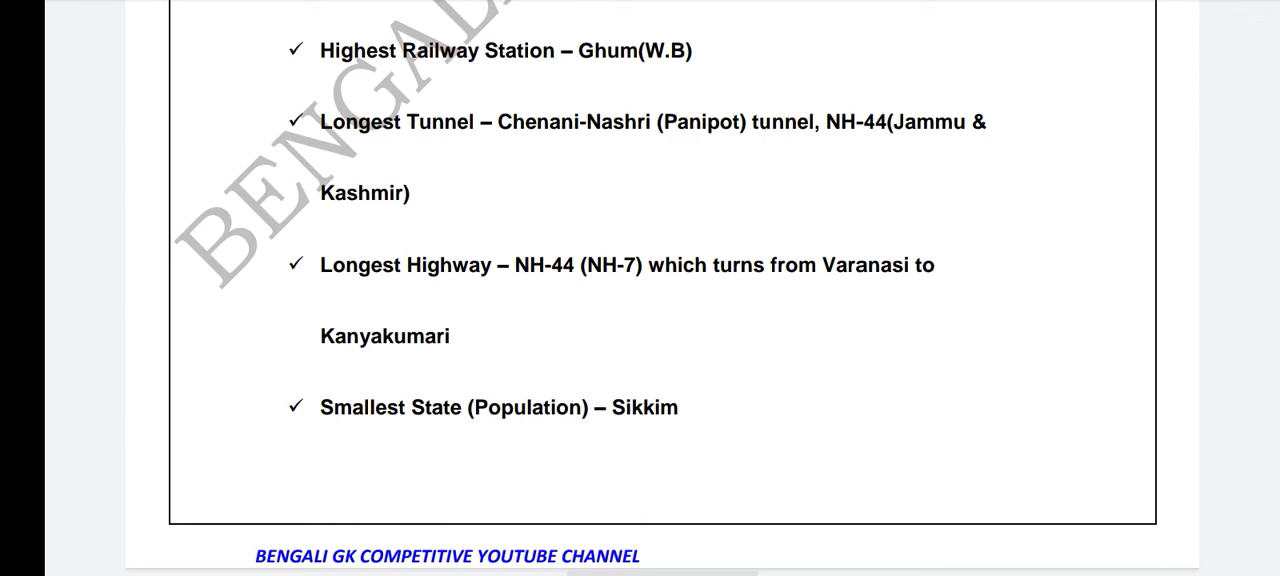 ✓ Highest Railway Station – Ghum(W.B)
✓ Longest Tunnel – Chenani-Nashri (Panipot) tunnel, NH-44(Jammu &
Kashmir)
✓ Longest Highway – NH-44 (NH-7) which turns from Varanasi to
Kanyakumari
✓ Smallest State (Population) – Sikkim
BENGAL
BENGALI GK COMPETITIVE YOUTUBE CHANNEL